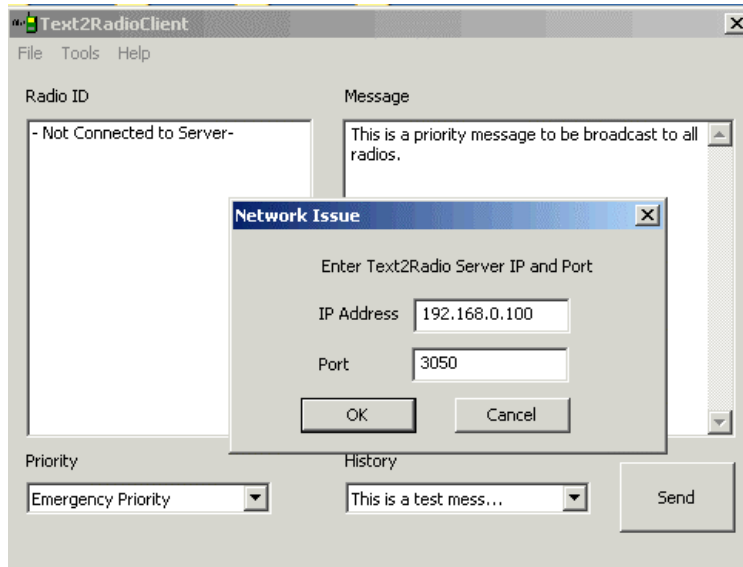 Text2RadioClient
File Tools Help
Radio ID
Message
- Not Connected to Server-
This is a priority message to be broadcast to all
radios.
Network Issue
Enter Text2Radio Server IP and Port
IP Address 192.168.0.100
Port 3050
OK Cancel
Priority
History
Emergency Priority
This is a test mess...
Send